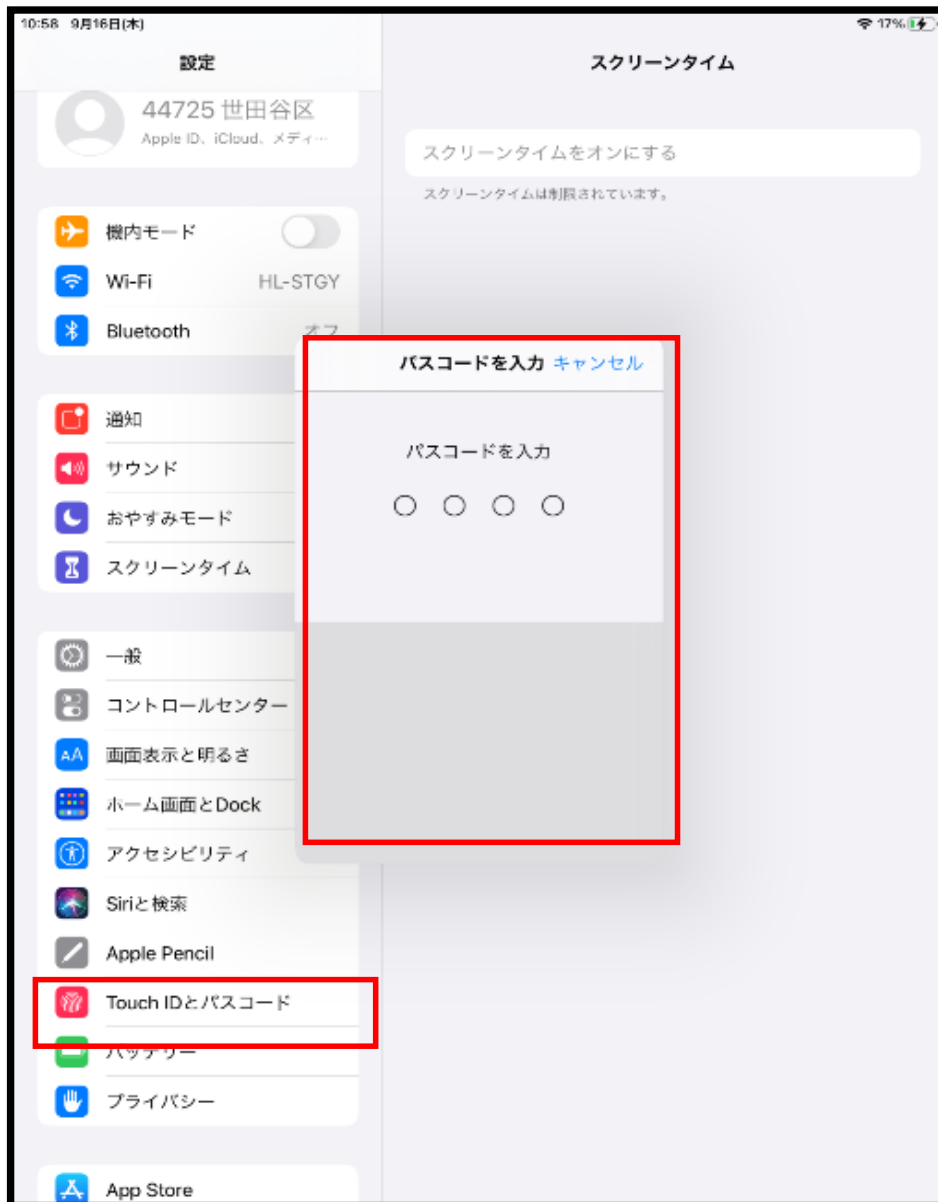 10:58 9月16日(木)
17%
設定
スクリーンタイム
44725 世田谷区
Apple ID、iCloud、メディ…
スクリーンタイムをオンにする
スクリーンタイムは制限されています。
機内モード
Wi-Fi HL-STGY
Bluetooth オフ
パスコードを入力 キャンセル
パスコードを入力
通知
サウンド
おやすみモード
スクリーンタイム
一般
コントロールセンター
AA 画面表示と明るさ
ホーム画面とDock
アクセシビリティ
Siriと検索
Apple Pencil
Touch IDとパスコード
バッテリー
プライバシー
App Store